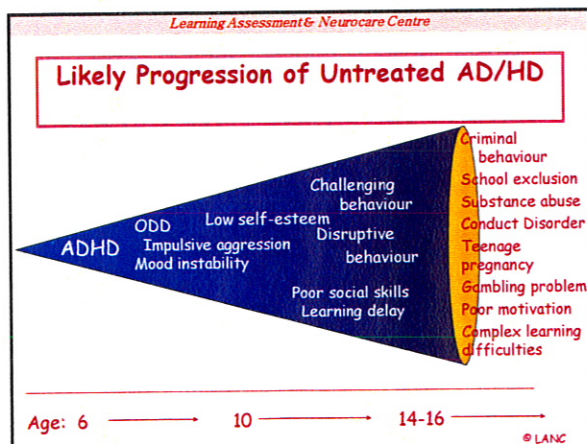 Learning Assessment & Neurocare Centre
Likely Progression of Untreated AD/HD
ADHD
ODD
Low self-esteem
Impulsive aggression
Mood instability
Challenging
behaviour
Disruptive
behaviour
Poor social skills
Learning delay
Criminal
behaviour
School exclusion
Substance abuse
Conduct Disorder
Teenage
pregnancy
Gambling problem
Poor motivation
Complex learning
difficulties
Age: 6 10 14-16
© LANC